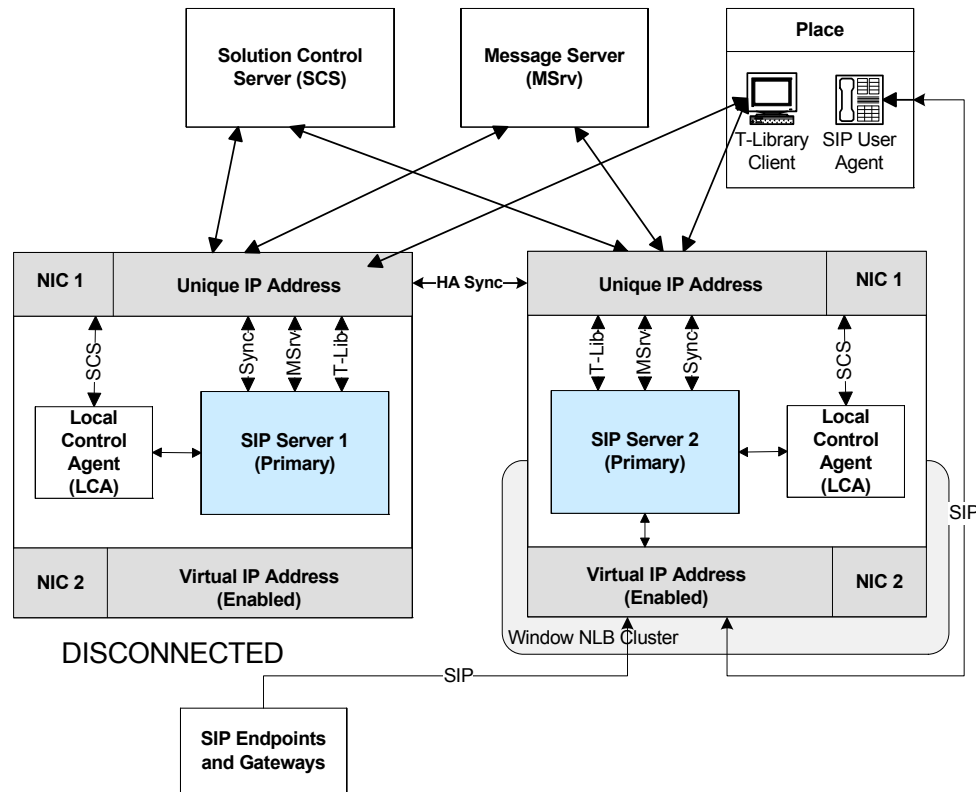 Solution Control
Server (SCS)
Message Server
(MSrv)
Place
T-Library
Client
SIP User
Agent
NIC 1
Unique IP Address
HA Sync
Unique IP Address
NIC 1
SCS
Sync
MSrv
T-Lib
T-Lib
MSrv
Sync
SCS
Local
Control
Agent
(LCA)
SIP Server 1
(Primary)
SIP Server 2
(Primary)
Local
Control
Agent
(LCA)
SIP
NIC 2
Virtual IP Address
(Enabled)
Virtual IP Address
(Enabled)
NIC 2
Window NLB Cluster
DISCONNECTED
SIP
SIP Endpoints
and Gateways